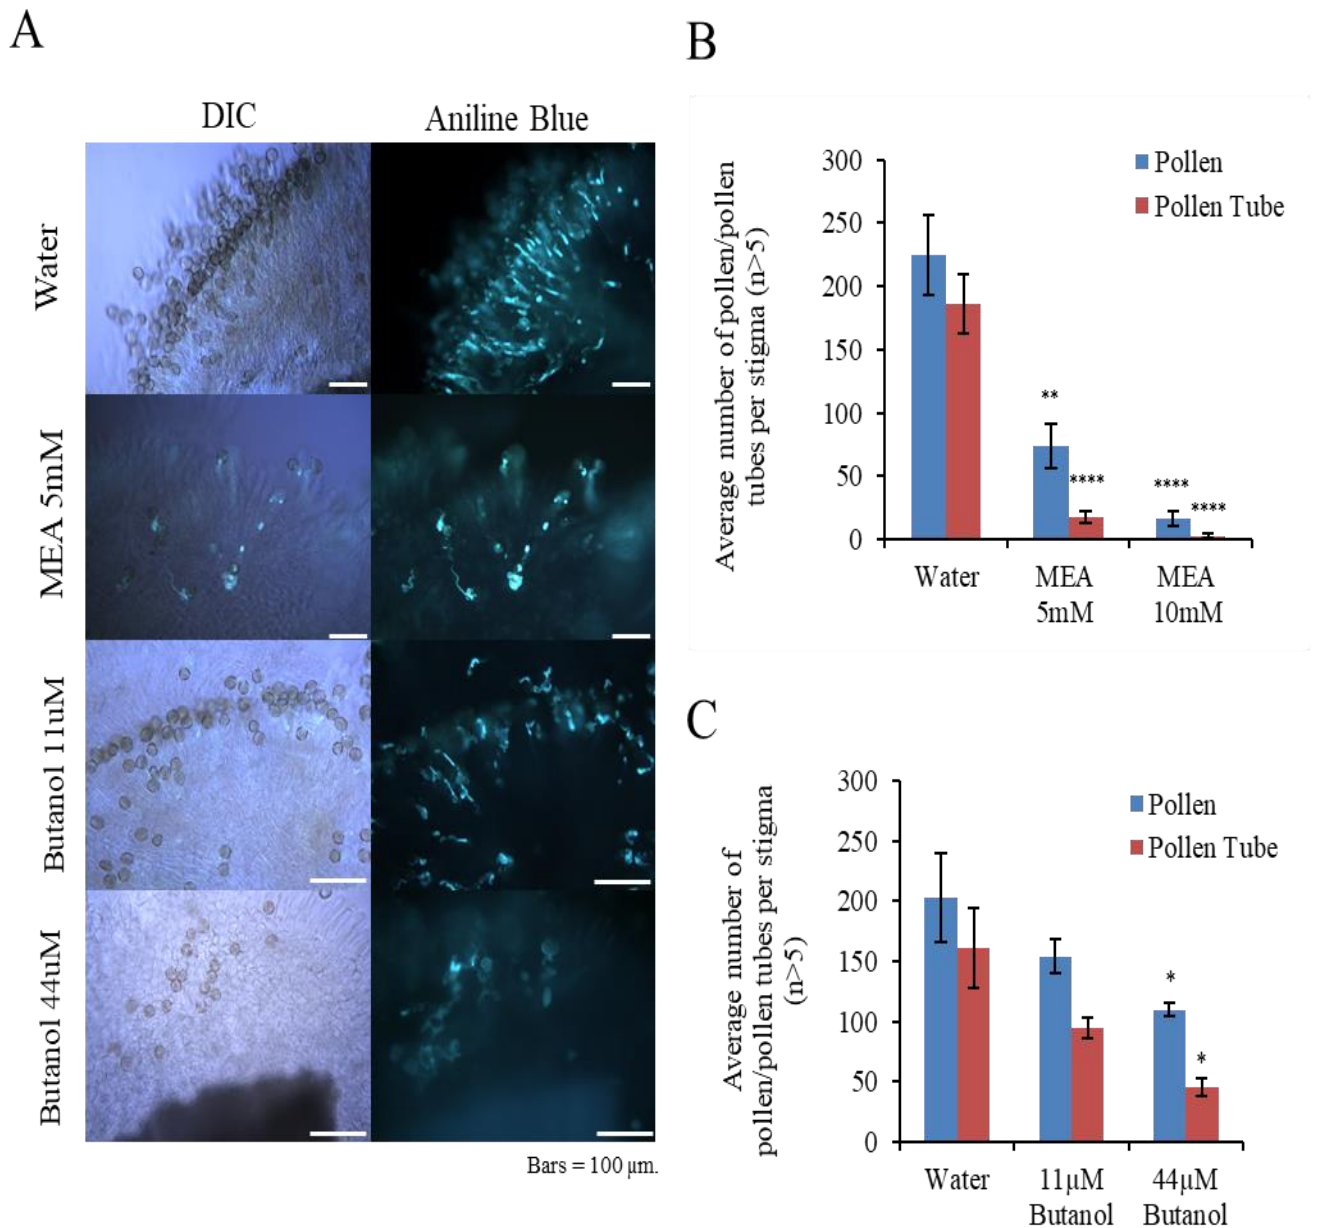 A
DIC
Aniline Blue
Water
MEA 5mM
Butanol 11uM
Butanol 44uM
Bars = 100 µm.
B
Average number of pollen/pollen
tubes per stigma (n>5)
300
250
200
150
100
50
0
Pollen
Pollen Tube
**
****
****
****
Water
MEA
5mM
MEA
10mM
C
Average number of
pollen/pollen tubes per stigma
(n>5)
300
250
200
150
100
50
0
Pollen
Pollen Tube
*
*
Water
11µM
Butanol
44µM
Butanol